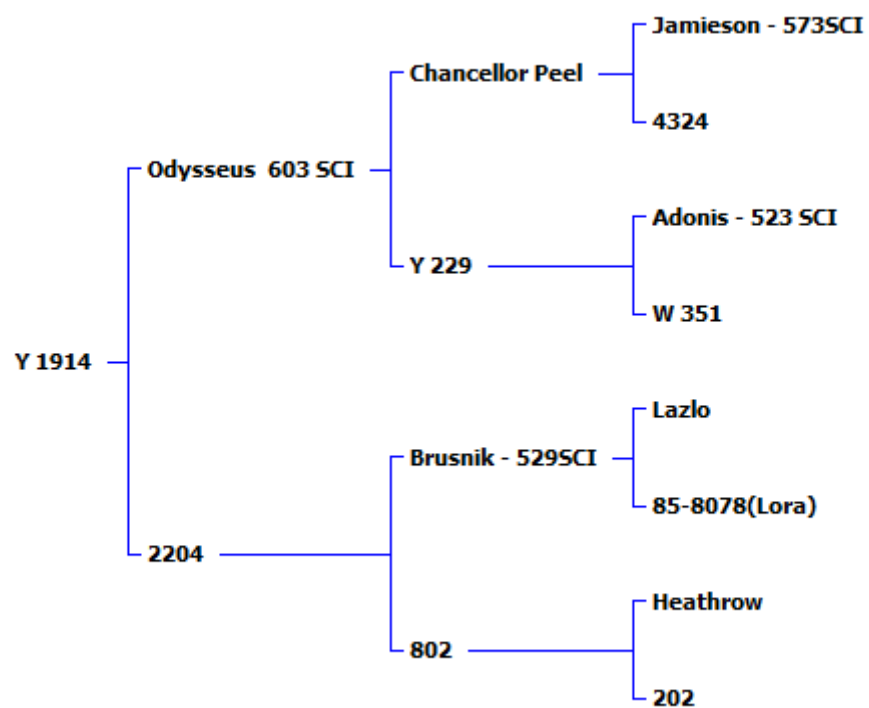 Jamieson - 573SCI
Chancellor Peel
4324
Odysseus  603 SCI
Adonis - 523 SCI
Y 229
W 351
Y 1914
Lazlo
Brusnik - 529SCI
85-8078(Lora)
2204
Heathrow
802
202